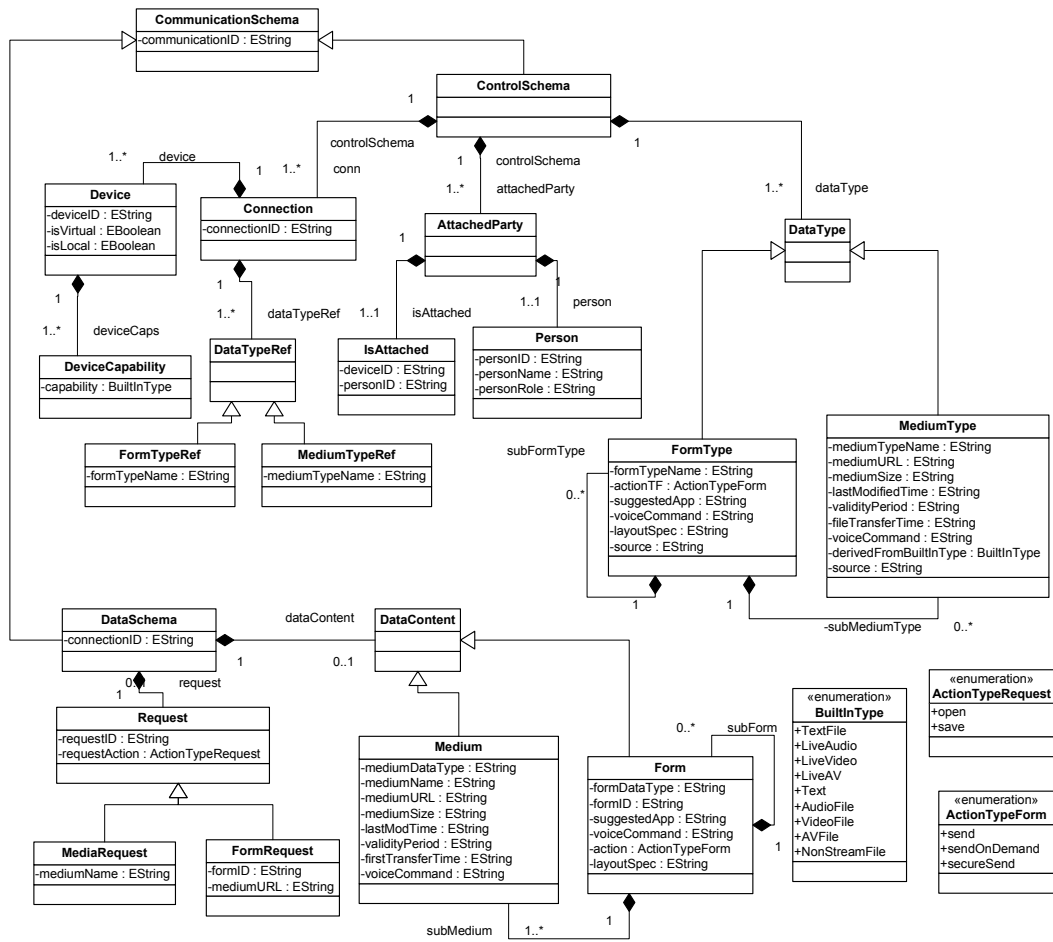 CommunicationSchema
-communicationID : EString
ControlSchema
1
controlSchema
1..*
conn
1
controlSchema
1..*
attachedParty
1
1..*
dataType
1..*
device
1
Device
-deviceID : EString
-isVirtual : EBoolean
-isLocal : EBoolean
Connection
-connectionID : EString
AttachedParty
DataType
1
1..*
deviceCaps
1
1..*
dataTypeRef
1
1..1
isAttached
1
1..1
person
DeviceCapability
-capability : BuiltInType
DataTypeRef
IsAttached
-deviceID : EString
-personID : EString
Person
-personID : EString
-personName : EString
-personRole : EString
FormTypeRef
-formTypeName : EString
MediumTypeRef
-mediumTypeName : EString
subFormType
0..*
1
FormType
-formTypeName : EString
-actionTF : ActionTypeForm
-suggestedApp : EString
-voiceCommand : EString
-layoutSpec : EString
-source : EString
MediumType
-mediumTypeName : EString
-mediumURL : EString
-mediumSize : EString
-lastModifiedTime : EString
-validityPeriod : EString
-fileTransferTime : EString
-voiceCommand : EString
-derivedFromBuiltInType : BuiltInType
-source : EString
1
-subMediumType
0..*
DataSchema
-connectionID : EString
dataContent
1
0..1
DataContent
1
request
Request
-requestID : EString
-requestAction : ActionTypeRequest
MediaRequest
-mediumName : EString
FormRequest
-formID : EString
-mediumURL : EString
Medium
-mediumDataType : EString
-mediumName : EString
-mediumURL : EString
-mediumSize : EString
-lastModTime : EString
-validityPeriod : EString
-firstTransferTime : EString
-voiceCommand : EString
0..*
subForm
1
Form
-formDataType : EString
-formID : EString
-suggestedApp : EString
-voiceCommand : EString
-action : ActionTypeForm
-layoutSpec : EString
subMedium
1..*
1
«enumeration»
BuiltInType
+TextFile
+LiveAudio
+LiveVideo
+LiveAV
+Text
+AudioFile
+VideoFile
+AVFile
+NonStreamFile
«enumeration»
ActionTypeRequest
+open
+save
«enumeration»
ActionTypeForm
+send
+sendOnDemand
+secureSend